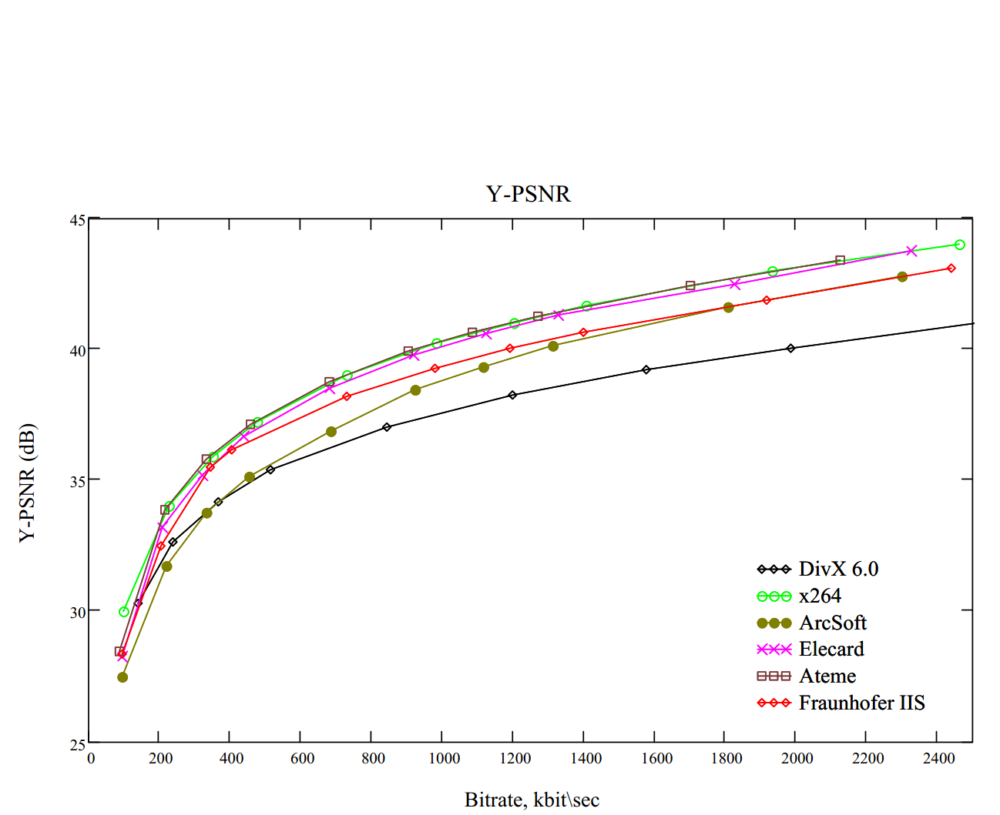 Y-PSNR
45
40
35
30
25
Y-PSNR (dB)
0 200 400 600 800 1000 1200 1400 1600 1800 2000 2200 2400
Bitrate, kbit\sec
DivX 6.0
x264
ArcSoft
Elecard
Ateme
Fraunhofer IIS